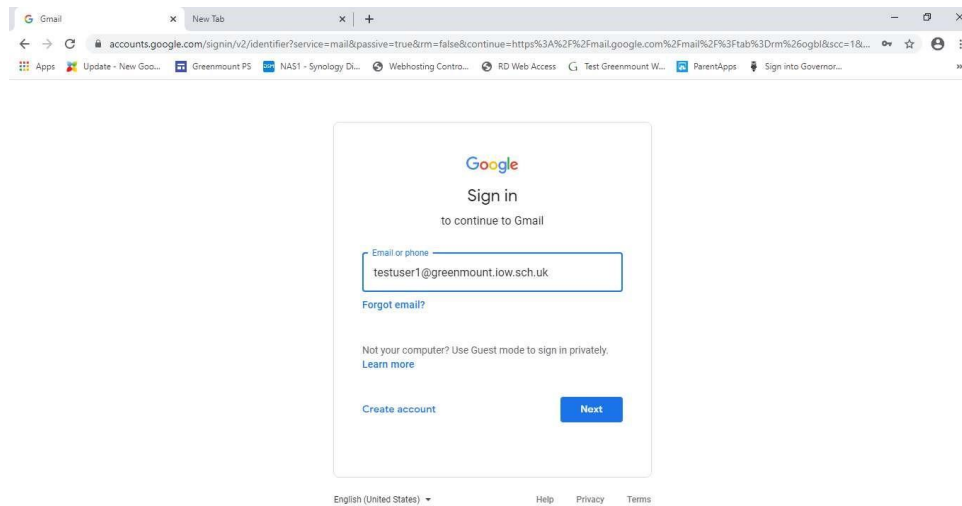 Gmail
New Tab
accounts.google.com/signin/v2/identifier?service=mail&passive=true&rm=false&continue=https%3A%2F%2Fmail.google.com%2Fmail%2F%3Ftab%3Drm%26ogbl&scc=1&...
Apps Update - New Goo... Greenmount PS NAS1 - Synology Di... Webhosting Contro... RD Web Access Test Greenmount W... ParentApps Sign into Governor...
Google
Sign in
to continue to Gmail
Email or phone
testuser1@greenmount.iow.sch.uk
Forgot email?
Not your computer? Use Guest mode to sign in privately.
Learn more
Create account Next
English (United States) Help Privacy Terms